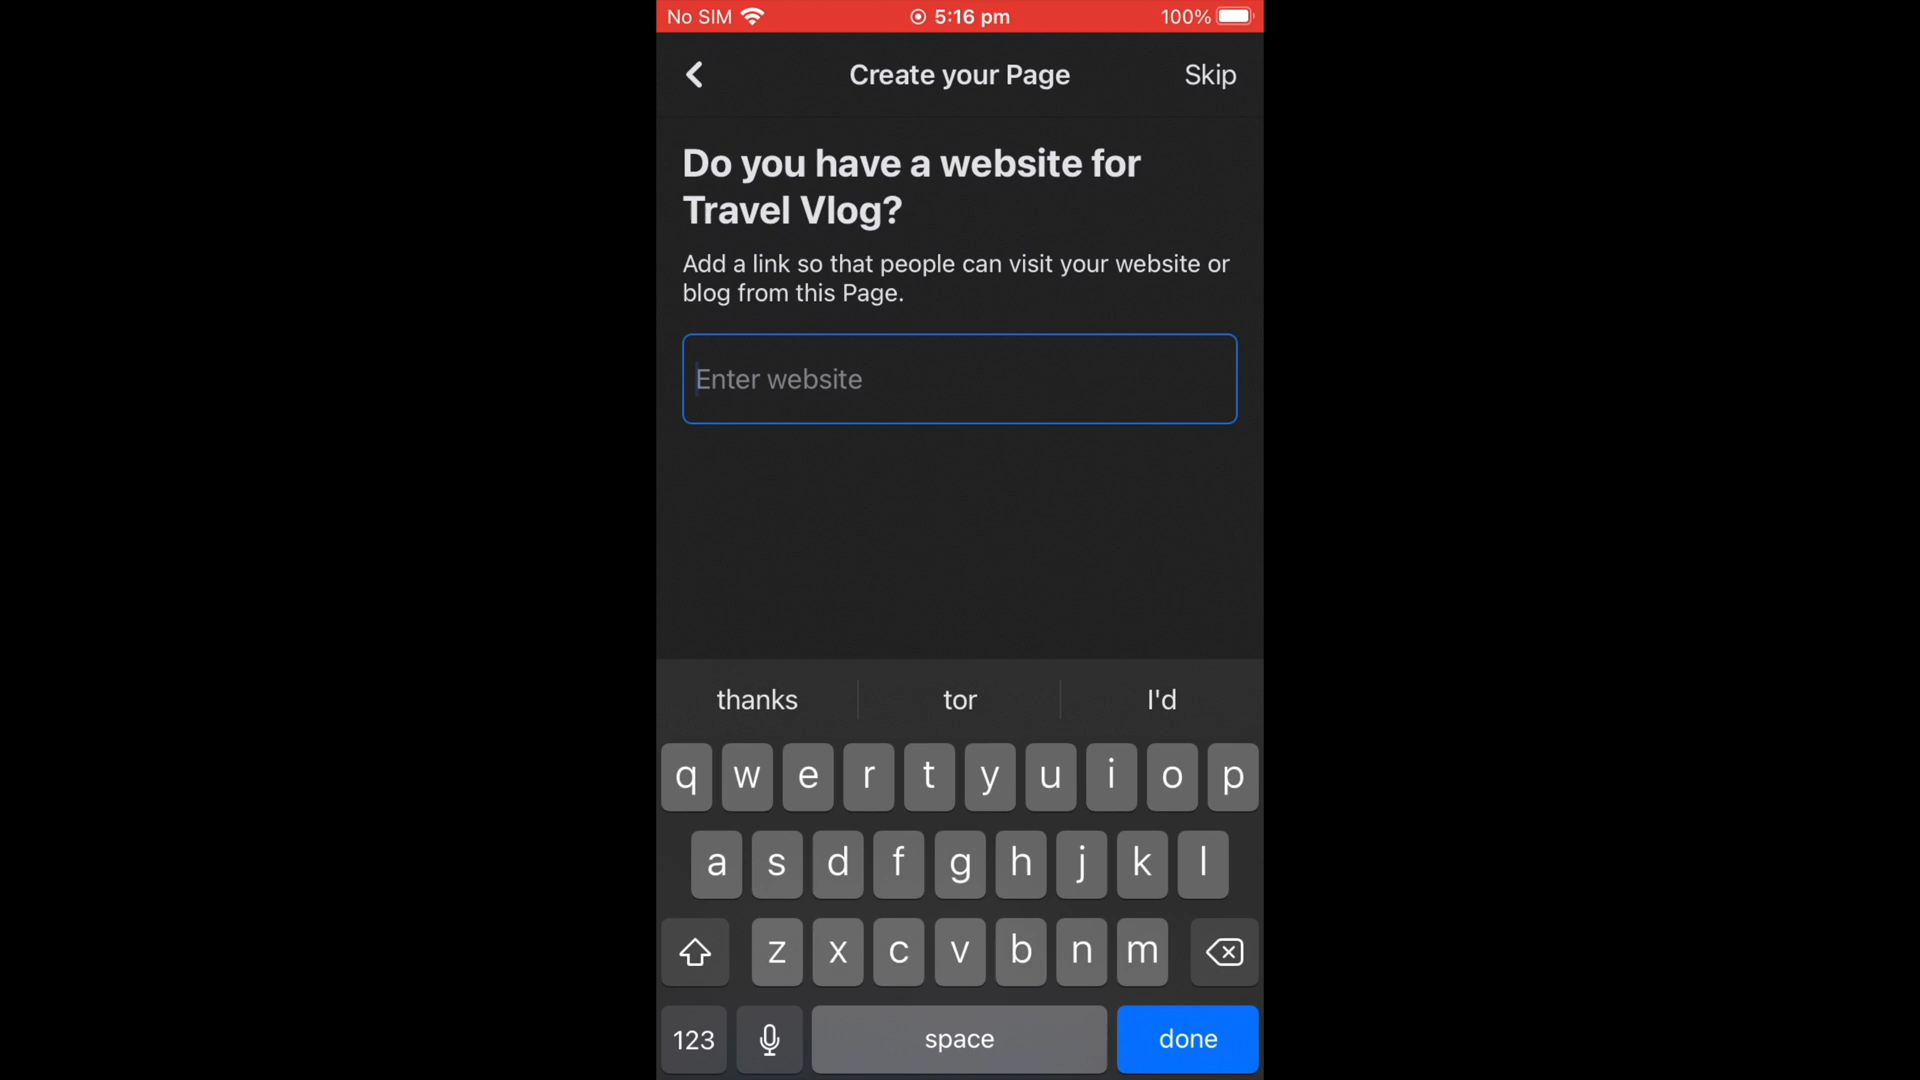 No SIM 5:16 pm 100%
Create your Page Skip
Do you have a website for
Travel Vlog?
Add a link so that people can visit your website or
blog from this Page.
Enter website
thanks tor I'd
q w e r t y u i o p
a s d f g h j k l
z x c v b n m
123 space done